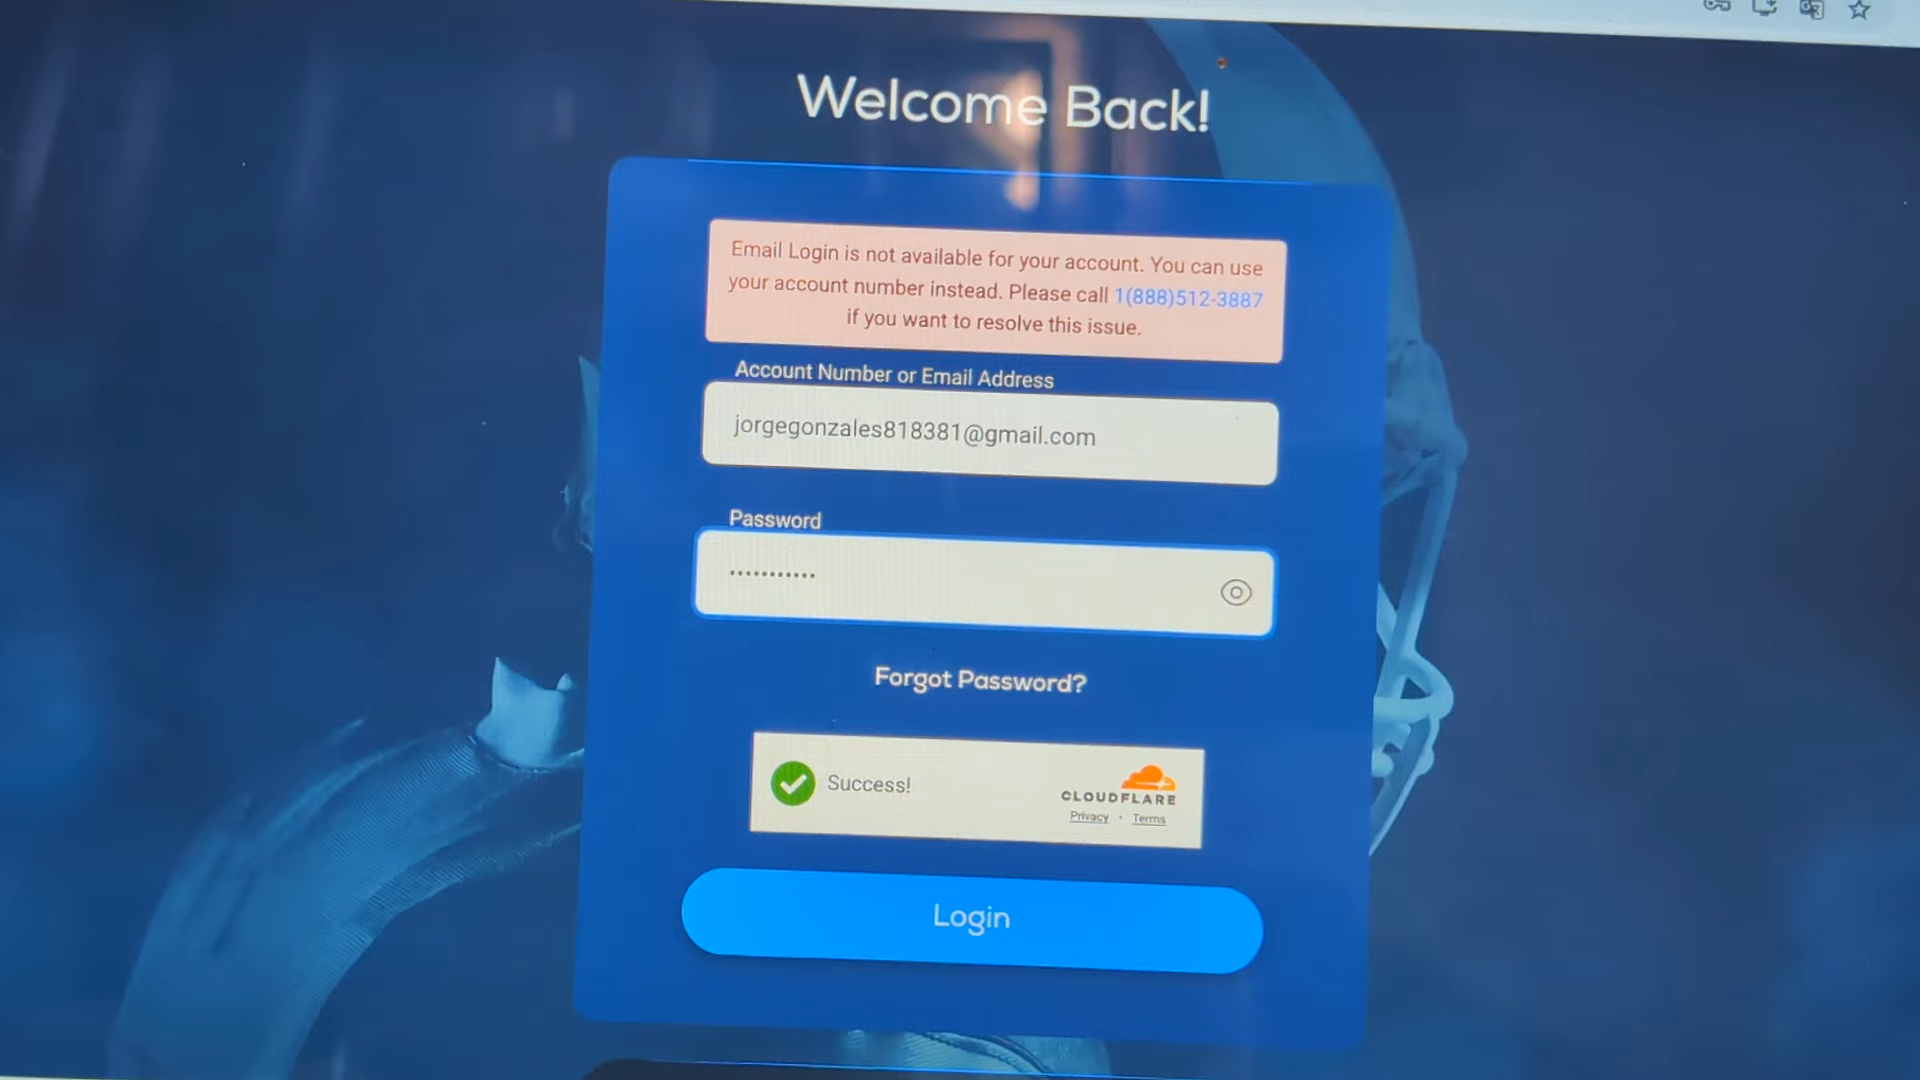 Welcome Back!
Email Login is not available for your account. You can use
your account number instead. Please call 1(888)512-3887
if you want to resolve this issue.
Account Number or Email Address
jorgegonzales818381@gmail.com
Password
•••••••••••
Forgot Password?
Success!
CLOUDFLARE
Privacy • Terms
Login